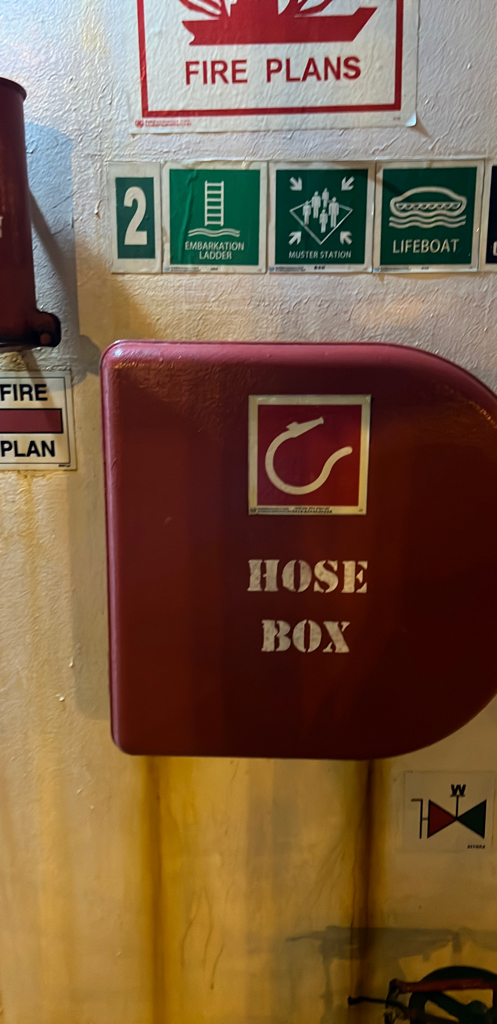 FIRE PLANS
2
EMBARKATION
LADDER
MUSTER STATION
LIFEBOAT
FIRE
PLAN
HOSE
BOX
W